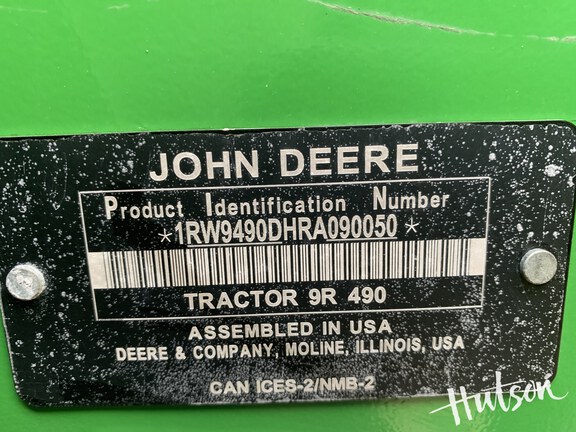 JOHN DEERE
Product Identification Number
*1RW9490DHRA090050*
TRACTOR 9R 490
ASSEMBLED IN USA
DEERE & COMPANY, MOLINE, ILLINOIS, USA
CAN ICES-2/NMB-2
Hutson